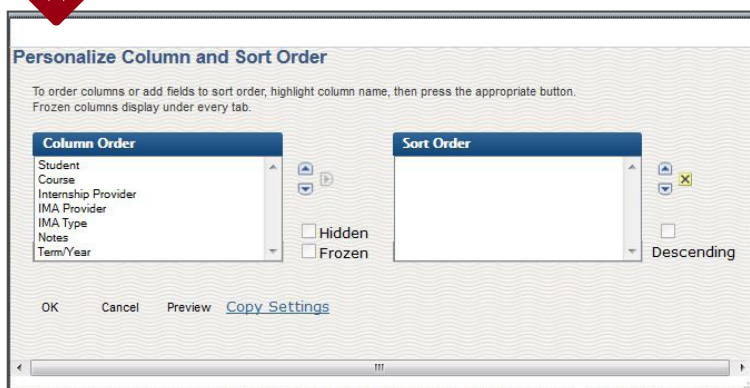 Personalize Column and Sort Order
To order columns or add fields to sort order, highlight column name, then press the appropriate button.
Frozen columns display under every tab.
Column Order
Student
Course
Internship Provider
IMA Provider
IMA Type
Notes
Term/Year
Hidden
Frozen
Sort Order
Descending
OK Cancel Preview Copy Settings